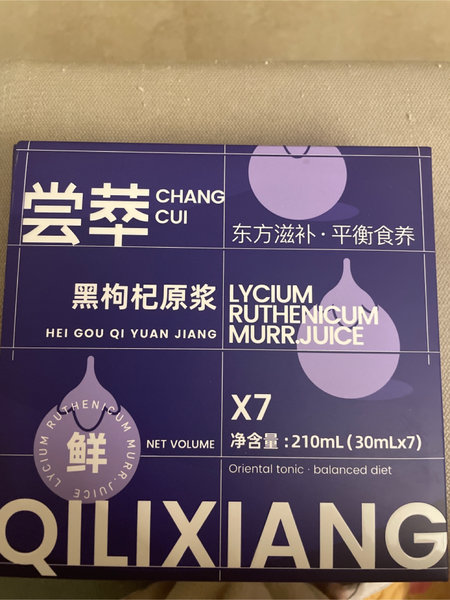 尝萃
CHANG
CUI
东方滋补·平衡食养
黑枸杞原浆
HEI GOU QI YUAN JIANG
LYCIUM
RUTHENICUM
MURR.JUICE
LYCIUM RUTHENICUM MURR.JUICE
鲜
NET VOLUME
X7
净含量:210mL(30mLx7)
Oriental tonic · balanced diet
QILIXIANG